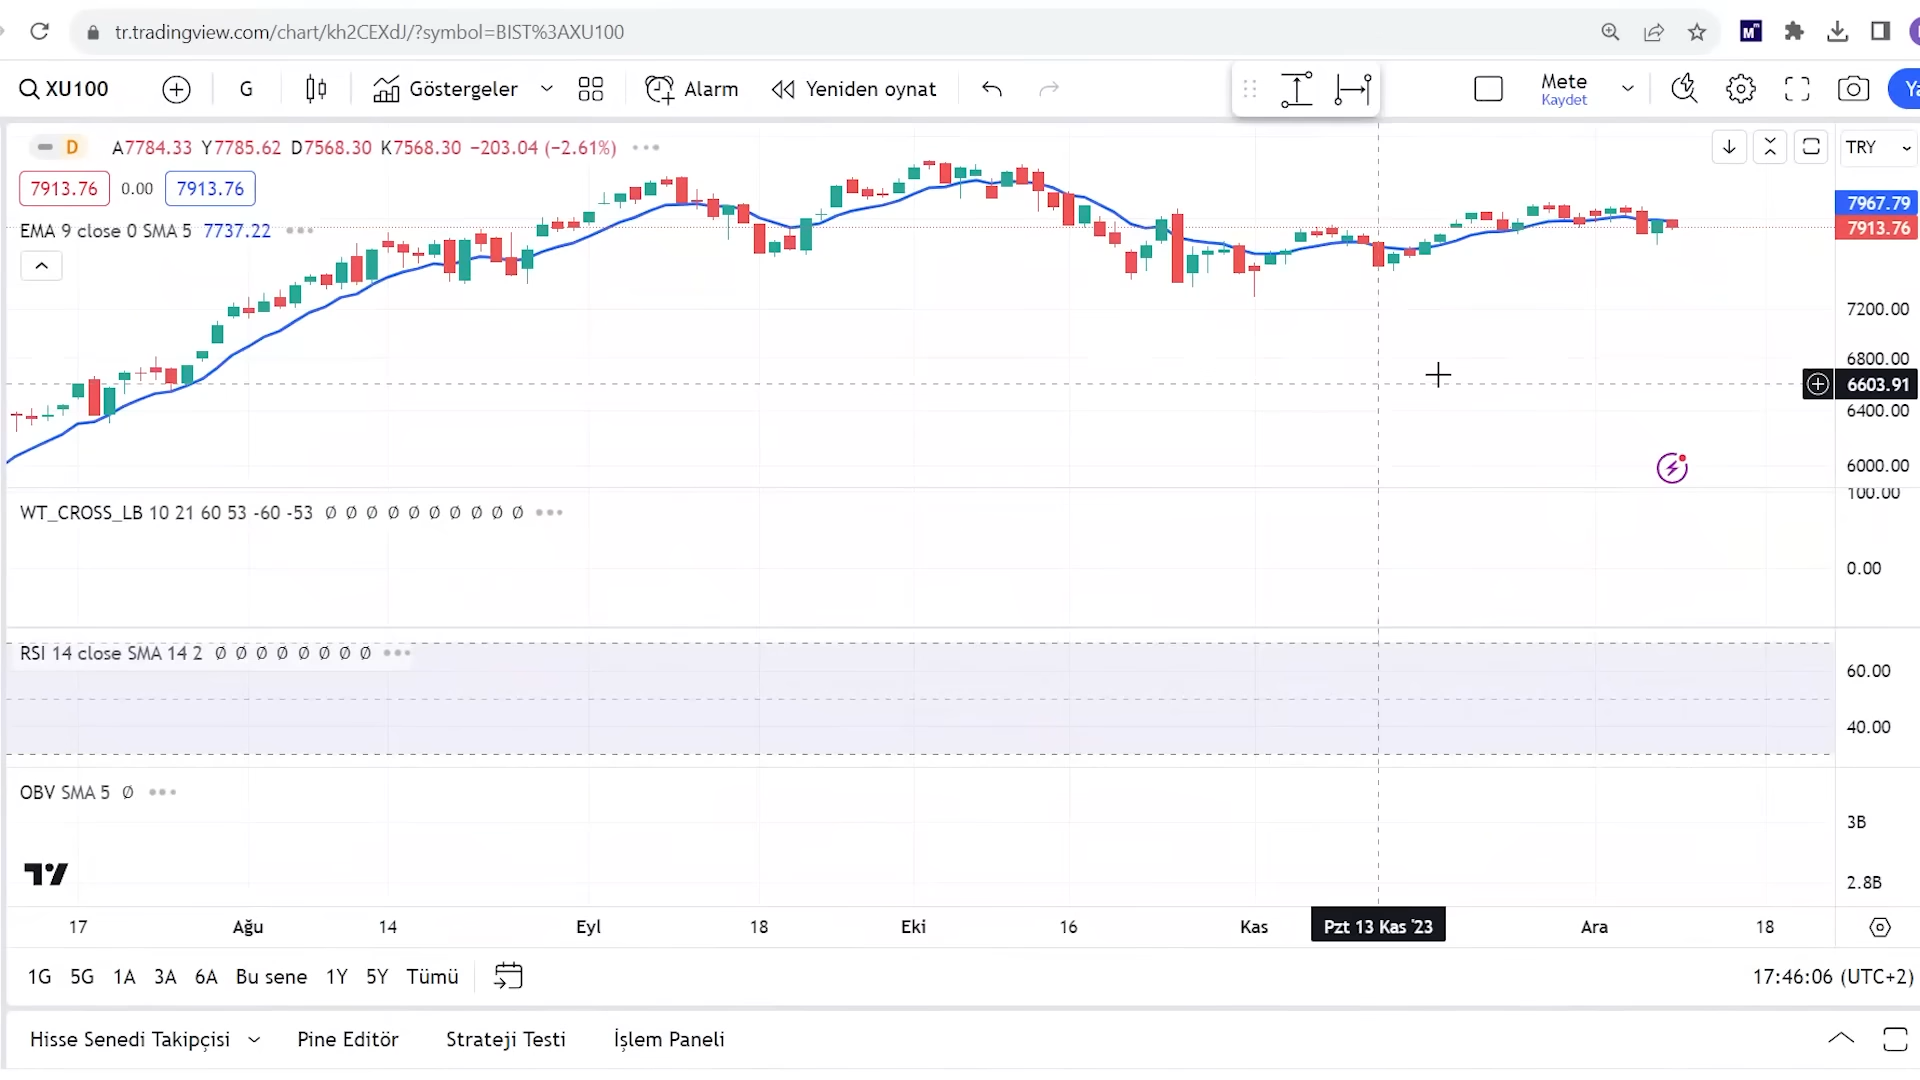 tr.tradingview.com/chart/kh2CEXdJ/?symbol=BIST%3AXU100
XU100 G Göstergeler Alarm Yeniden oynat Mete
Kaydet
D A7784.33 Y7785.62 D7568.30 K7568.30 −203.04 (−2.61%) TRY
7913.76 0.00 7913.76
7967.79
7913.76
EMA 9 close 0 SMA 5 7737.22
7200.00
6800.00
6603.91
6400.00
6000.00
100.00
WT_CROSS_LB 10 21 60 53 -60 -53 Ø Ø Ø Ø Ø Ø Ø Ø Ø Ø
0.00
RSI 14 close SMA 14 2 Ø Ø Ø Ø Ø Ø Ø Ø
60.00
40.00
OBV SMA 5 Ø
3B
2.8B
17 Ağu 14 Eyl 18 Eki 16 Kas Pzt 13 Kas '23 Ara 18
1G 5G 1A 3A 6A Bu sene 1Y 5Y Tümü 17:46:06 (UTC+2)
Hisse Senedi Takipçisi Pine Editör Strateji Testi İşlem Paneli